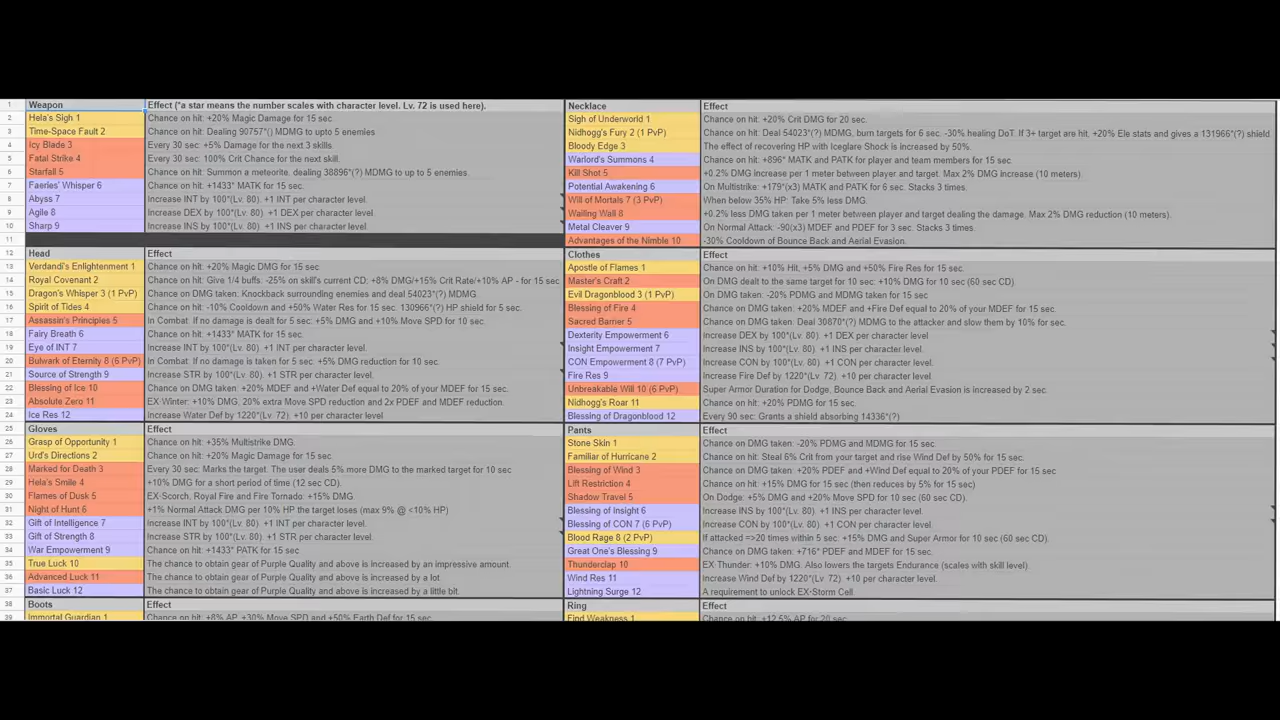 1 Weapon Effect (*a star means the number scales with character level. Lv. 72 is used here).
2 Hela's Sigh 1 Chance on hit: +20% Magic Damage for 15 sec.
3 Time-Space Fault 2 Chance on hit: Dealing 90757*() MDMG to upto 5 enemies
4 Icy Blade 3 Every 30 sec: +5% Damage for the next 3 skills.
5 Fatal Strike 4 Every 30 sec: 100% Crit Chance for the next skill.
6 Starfall 5 Chance on hit: Summon a meteorite, dealing 38896*(?) MDMG to up to 5 enemies.
7 Faeries' Whisper 6 Chance on hit: +1433* MATK for 15 sec.
8 Abyss 7 Increase INT by 100*(Lv. 80). +1 INT per character level.
9 Agile 8 Increase DEX by 100*(Lv. 80). +1 DEX per character level.
10 Sharp 9 Increase INS by 100*(Lv. 80). +1 INS per character level.
11
Necklace Effect
Sigh of Underworld 1 Chance on hit: +20% Crit DMG for 20 sec.
Nidhogg's Fury 2 (1 PvP) Chance on hit: Deal 54023*(?) MDMG, burn targets for 6 sec. -30% healing DoT. If 3+ target are hit, +20% Ele stats and gives a 131966*(?) shield
Bloody Edge 3 The effect of recovering HP with Iceglare Shock is increased by 50%.
Warlord's Summons 4 Chance on hit: +896* MATK and PATK for player and team members for 15 sec.
Kill Shot 5 +0.2% DMG increase per 1 meter between player and target. Max 2% DMG increase (10 meters).
Potential Awakening 6 On Multistrike: +179*(x3) MATK and PATK for 6 sec. Stacks 3 times.
Will of Mortals 7 (3 PvP) When below 35% HP: Take 5% less DMG.
Wailing Wall 8 +0.2% less DMG taken per 1 meter between player and target dealing the damage. Max 2% DMG reduction (10 meters).
Metal Cleaver 9 On Normal Attack: -90(x3) MDEF and PDEF for 3 sec. Stacks 3 times.
Advantages of the Nimble 10 -30% Cooldown of Bounce Back and Aerial Evasion.
12 Head Effect
13 Verdandi's Enlightenment 1 Chance on hit: +20% Magic DMG for 15 sec
14 Royal Covenant 2 Chance on hit: Give 1/4 buffs: -25% on skill's current CD; +8% DMG/+15% Crit Rate/+10% AP - for 15 sec
15 Dragon's Whisper 3 (1 PvP) Chance on DMG taken: Knockback surrounding enemies and deal 54023*(?) MDMG.
16 Spirit of Tides 4 Chance on hit: -10% Cooldown and +50% Water Res for 15 sec. 130966*(?) HP shield for 5 sec.
17 Assassin's Principles 5 In Combat: If no damage is dealt for 5 sec: +5% DMG and +10% Move SPD for 10 sec.
18 Fairy Breath 6 Chance on hit: +1433* MATK for 15 sec.
19 Eye of INT 7 Increase INT by 100*(Lv. 80). +1 INT per character level.
20 Bulwark of Eternity 8 (6 PvP) In Combat: If no damage is taken for 5 sec: +5% DMG reduction for 10 sec.
21 Source of Strength 9 Increase STR by 100*(Lv. 80). +1 STR per character level.
22 Blessing of Ice 10 Chance on DMG taken: +20% MDEF and +Water Def equal to 20% of your MDEF for 15 sec.
23 Absolute Zero 11 EX Winter: +10% DMG, 20% extra Move SPD reduction and 2x PDEF and MDEF reduction.
24 Ice Res 12 Increase Water Def by 1220*(Lv. 72). +10 per character level
Clothes Effect
Apostle of Flames 1 Chance on hit: +10% Hit, +5% DMG and +50% Fire Res for 15 sec.
Master's Craft 2 On DMG dealt to the same target for 10 sec: +10% DMG for 10 sec (60 sec CD).
Evil Dragonblood 3 (1 PvP) On DMG taken: -20% PDMG and MDMG taken for 15 sec
Blessing of Fire 4 Chance on DMG taken: +20% MDEF and +Fire Def equal to 20% of your MDEF for 15 sec.
Sacred Barrier 5 Chance on DMG taken: Deal 30870*(?) MDMG to the attacker and slow them by 10% for sec.
Dexterity Empowerment 6 Increase DEX by 100*(Lv. 80). +1 DEX per character level
Insight Empowerment 7 Increase INS by 100*(Lv. 80). +1 INS per character level
CON Empowerment 8 (7 PvP) Increase CON by 100*(Lv. 80). +1 CON per character level.
Fire Res 9 Increase Fire Def by 1220*(Lv. 72). +10 per character level.
Unbreakable Will 10 (6 PvP) Super Armor Duration for Dodge, Bounce Back and Aerial Evasion is increased by 2 sec.
Nidhogg's Roar 11 Chance on hit: +20% PDMG for 15 sec.
Blessing of Dragonblood 12 Every 90 sec: Grants a shield absorbing 14336*(?)
25 Gloves Effect
26 Grasp of Opportunity 1 Chance on hit: +35% Multistrike DMG.
27 Urd's Directions 2 Chance on hit: +20% Magic Damage for 15 sec.
28 Marked for Death 3 Every 30 sec: Marks the target. The user deals 5% more DMG to the marked target for 10 sec
29 Hela's Smile 4 +10% DMG for a short period of time (12 sec CD).
30 Flames of Dusk 5 EX-Scorch, Royal Fire and Fire Tornado: +15% DMG
31 Night of Hunt 6 +1% Normal Attack DMG per 10% HP the target loses (max 9% @ <10% HP)
32 Gift of Intelligence 7 Increase INT by 100*(Lv. 80). +1 INT per character level.
33 Gift of Strength 8 Increase STR by 100*(Lv. 80). +1 STR per character level.
34 War Empowerment 9 Chance on hit: +1433* PATK for 15 sec
35 True Luck 10 The chance to obtain gear of Purple Quality and above is increased by an impressive amount.
36 Advanced Luck 11 The chance to obtain gear of Purple Quality and above is increased by a lot
37 Basic Luck 12 The chance to obtain gear of Purple Quality and above is increased by a little bit.
Pants Effect
Stone Skin 1 Chance on DMG taken: -20% PDMG and MDMG for 15 sec.
Familiar of Hurricane 2 Chance on hit: Steal 6% Crit from your target and rise Wind Def by 50% for 15 sec.
Blessing of Wind 3 Chance on DMG taken: +20% PDEF and +Wind Def equal to 20% of your PDEF for 15 sec
Lift Restriction 4 Chance on hit: +15% for 15 sec (then reduces by 5% for 15 sec)
Shadow Travel 5 On Dodge: +5% DMG and +20% Move SPD for 10 sec (60 sec CD).
Blessing of Insight 6 Increase INS by 100*(Lv. 80). +1 INS per character level.
Blessing of CON 7 (6 PvP) Increase CON by 100*(Lv. 80). +1 CON per character level.
Blood Rage 8 (2 PvP) If attacked =>20 times within 5 sec: +15% DMG and Super Armor for 10 sec (60 sec CD).
Great One's Blessing 9 Chance on DMG taken: +716* PDEF and MDEF for 15 sec.
Thunderclap 10 EX Thunder: +10% DMG. Also lowers the targets Endurance (scales with skill level).
Wind Res 11 Increase Wind Def by 1220*(Lv. 72). +10 per character level.
Lightning Surge 12 A requirement to unlock EX-Storm Cell
38 Boots Effect
39 Immortal Guardian 1 Chance on hit: +8% AP, +30% Move SPD and +50% Earth Def for 15 sec
Ring Effect
Find Weakness 1 Chance on hit: +12.5% AP for 20 sec